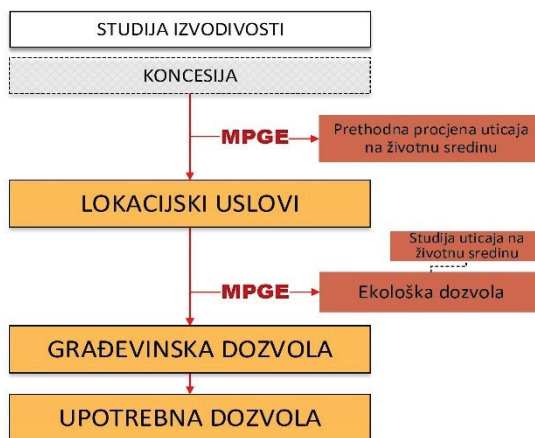 STUDIJA IZVODIVOSTI
KONCESIJA
MPGE
Prethodna procjena uticaja
na životnu sredinu
LOKACIJSKI USLOVI
Studija uticaja na
životnu sredinu
MPGE
Ekološka dozvola
GRAĐEVINSKA DOZVOLA
UPOTREBNA DOZVOLA